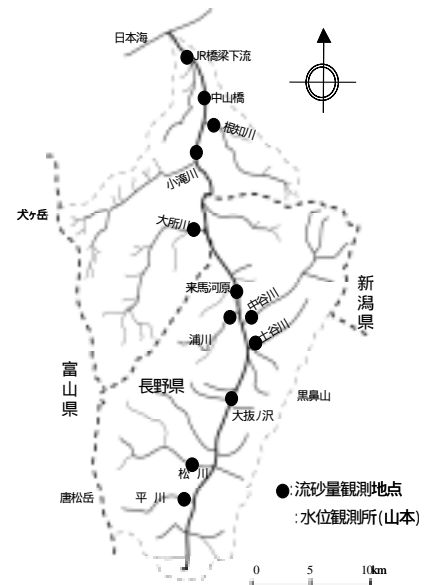 日本海
JR橋梁下流
中山橋
根知川
小滝川
犬ヶ岳
大所川
来馬河原
中谷川
新潟県
浦川
土谷川
富山県
長野県
黒鼻山
大抜ノ沢
松 川
唐松岳
平 川
:流砂量観測地点
:水位観測所(山本)
0 5 10km